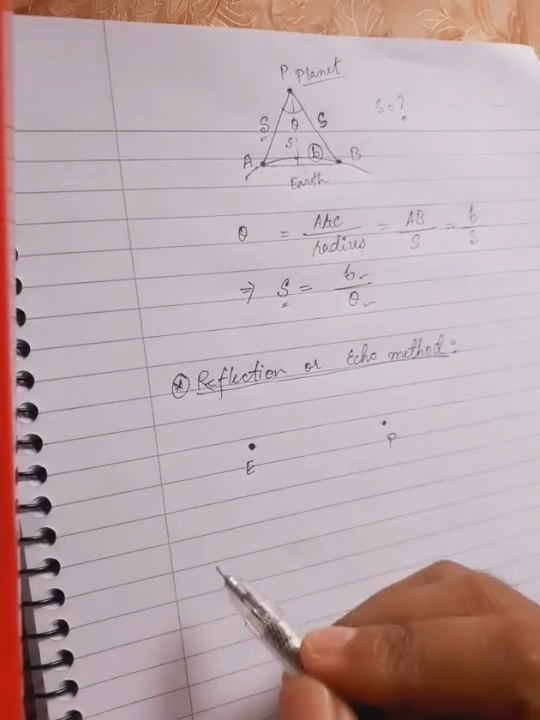 P Planet
S = ?
S θ S
S
A b B
Earth
θ = Arc / radius = AB / S = b / S
⇒ S = b / θ
* Reflection or Echo method:
E P